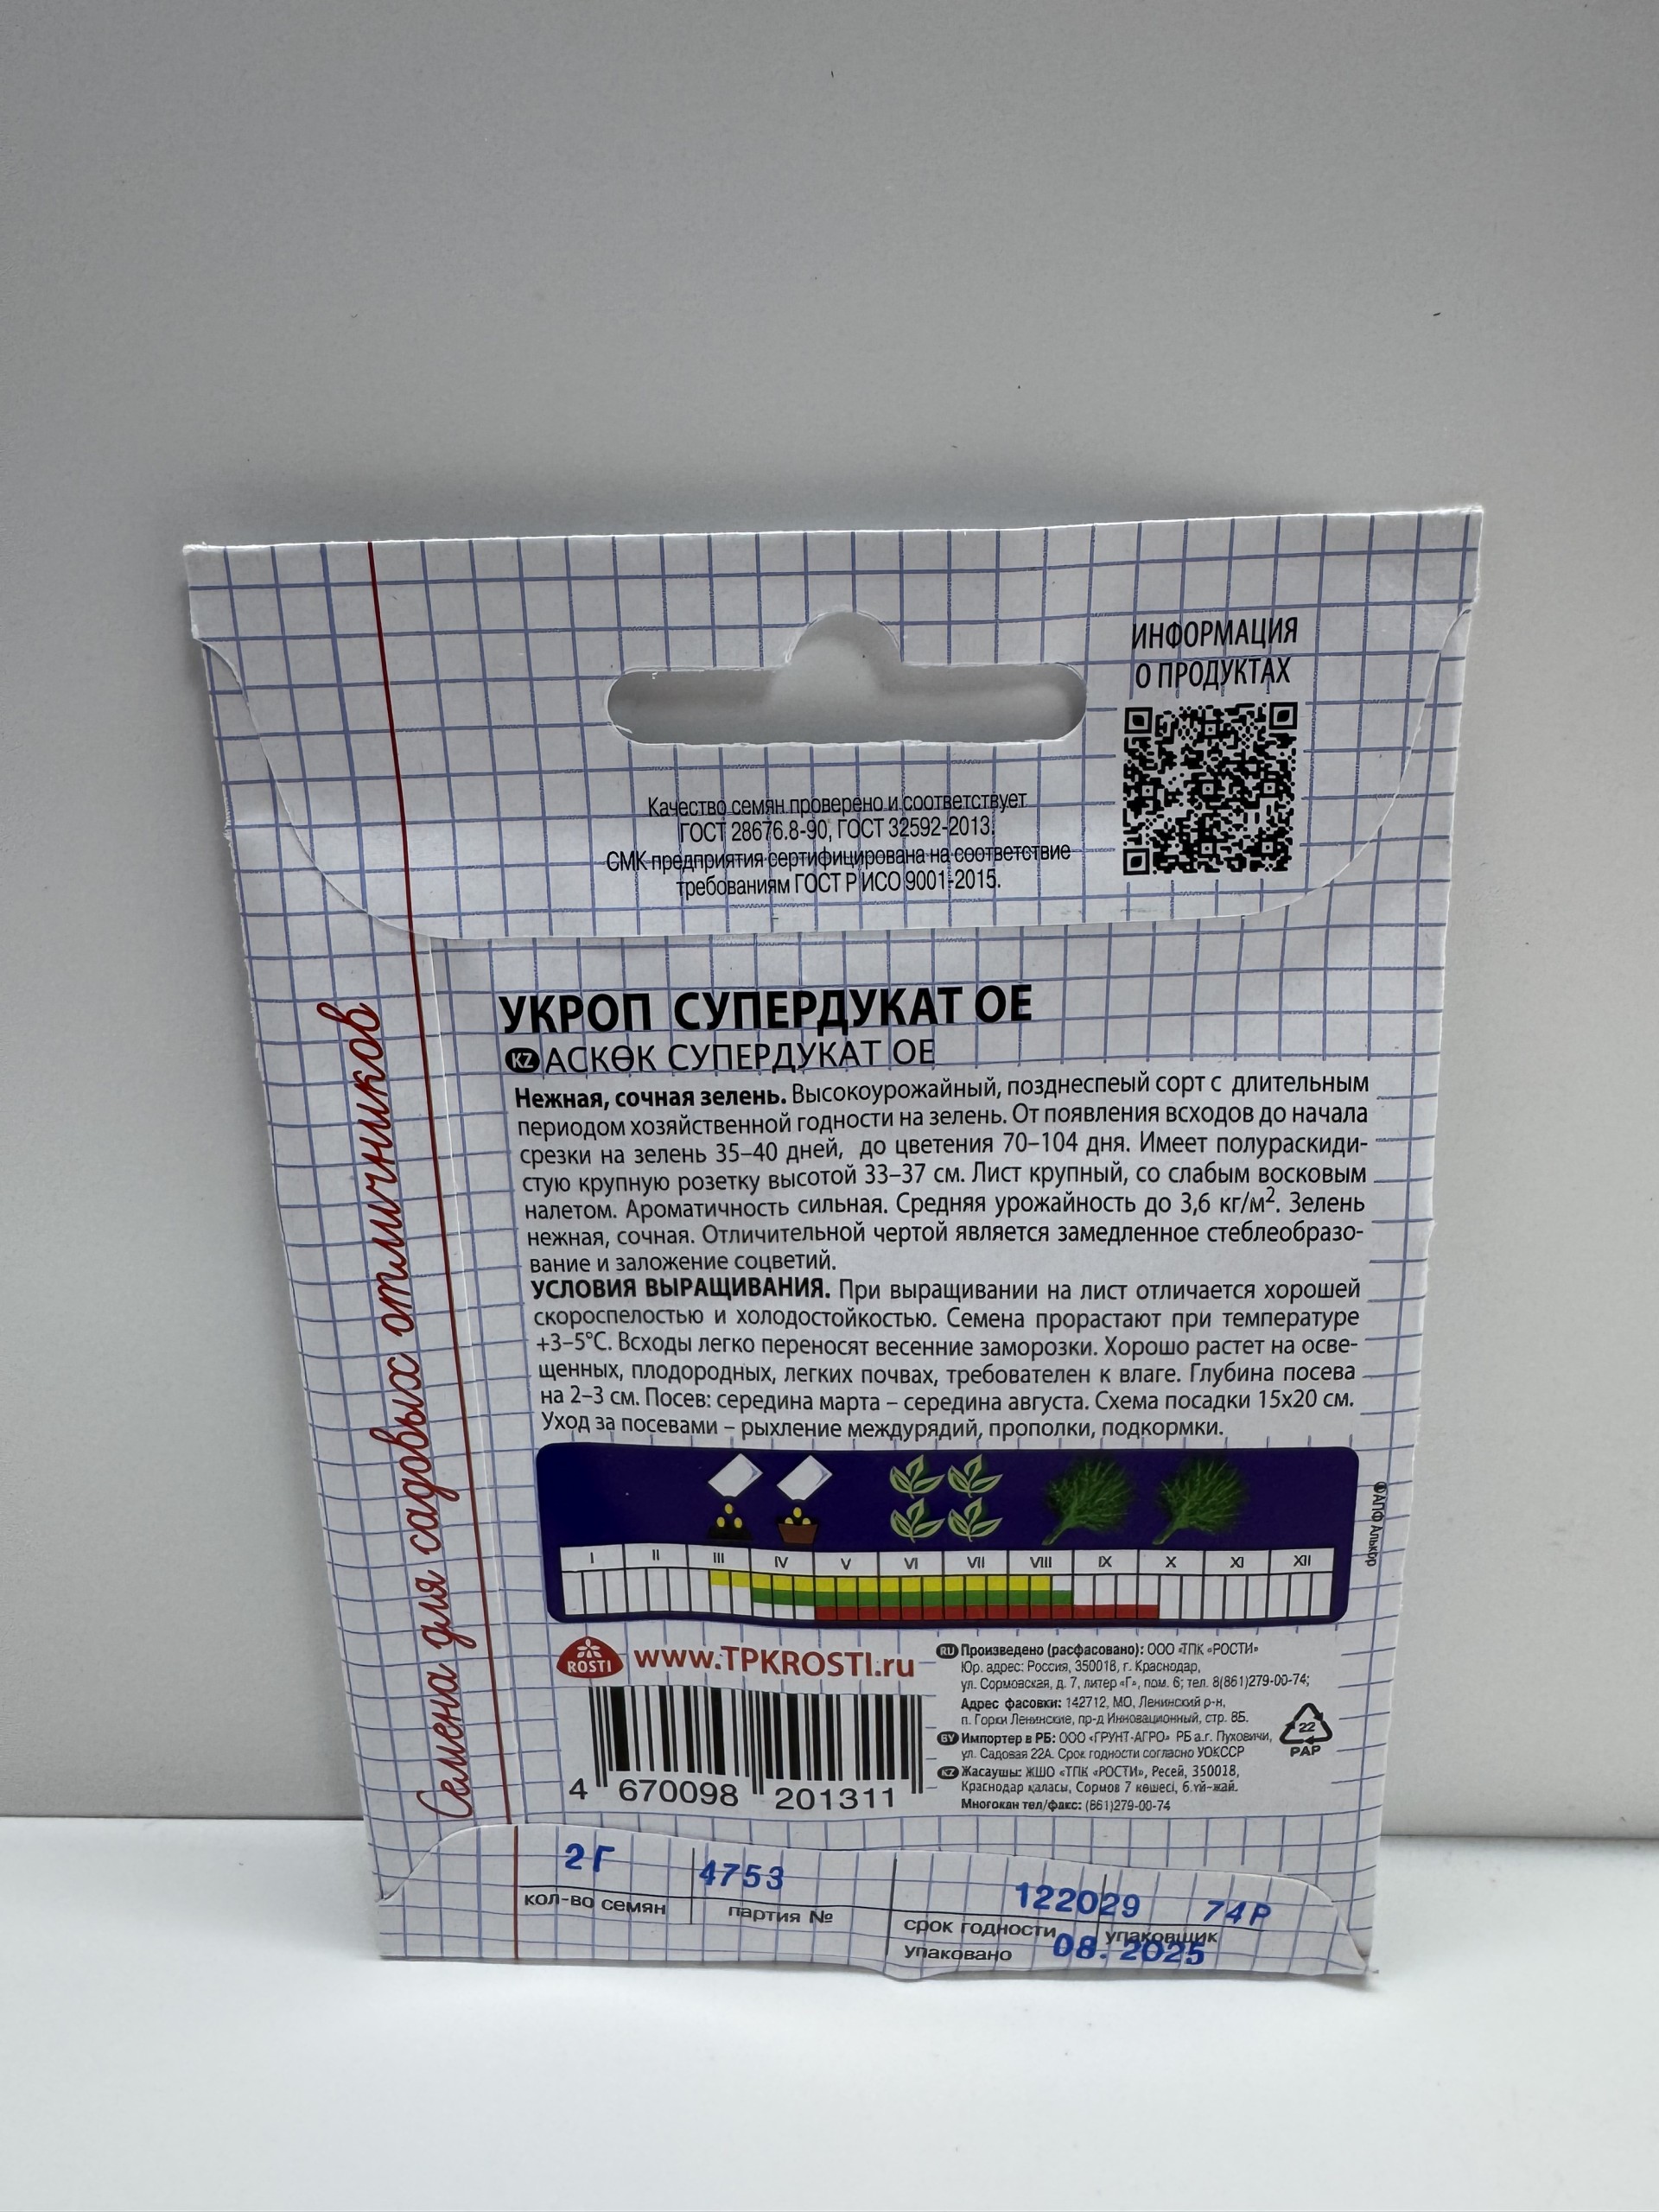 ИНФОРМАЦИЯ
О ПРОДУКТАХ
Качество семян проверено и соответствует
ГОСТ 28676.8-90, ГОСТ 32592-2013.
СМК предприятия сертифицирована на соответствие
требованиям ГОСТ Р ИСО 9001-2015.
Семена для садовых отличников
УКРОП СУПЕРДУКАТ ОЕ
KZ АСКӨК СУПЕРДУКАТ ОЕ
Нежная, сочная зелень. Высокоурожайный, позднеспеый сорт с длительным
периодом хозяйственной годности на зелень. От появления всходов до начала
срезки на зелень 35–40 дней, до цветения 70–104 дня. Имеет полураскиди-
стую крупную розетку высотой 33–37 см. Лист крупный, со слабым восковым
налетом. Ароматичность сильная. Средняя урожайность до 3,6 кг/м². Зелень
нежная, сочная. Отличительной чертой является замедленное стеблеобразо-
вание и заложение соцветий.
УСЛОВИЯ ВЫРАЩИВАНИЯ. При выращивании на лист отличается хорошей
скороспелостью и холодостойкостью. Семена прорастают при температуре
+3–5°С. Всходы легко переносят весенние заморозки. Хорошо растет на осве-
щенных, плодородных, легких почвах, требователен к влаге. Глубина посева
на 2–3 см. Посев: середина марта – середина августа. Схема посадки 15х20 см.
Уход за посевами – рыхление междурядий, прополки, подкормки.
I II III IV V VI VII VIII IX X XI XII
© АПФ Алькор
ROSTI www.TPKROSTI.ru
RU Произведено (расфасовано): ООО «ТПК «РОСТИ»
Юр. адрес: Россия, 350018, г. Краснодар,
ул. Сормовская, д. 7, литер «Г», пом. 6; тел. 8(861)279-00-74;
Адрес фасовки: 142712, МО, Ленинский р-н,
п. Горки Ленинские, пр-д Инновационный, стр. 8Б.
BY Импортер в РБ: ООО «ГРУНТ-АГРО» РБ а.г. Пуховичи,
ул. Садовая 22А. Срок годности согласно УОКССР
KZ Жасаушы: ЖШО «ТПК «РОСТИ», Ресей, 350018,
Краснодар қаласы, Сормов 7 көшесі, б.үй-жай.
Многокан тел/факс: (861)279-00-74
22
PAP
4 670098 201311
2Г 4753 122029 74Р
кол-во семян партия № срок годности упаковщик
упаковано 08.2025